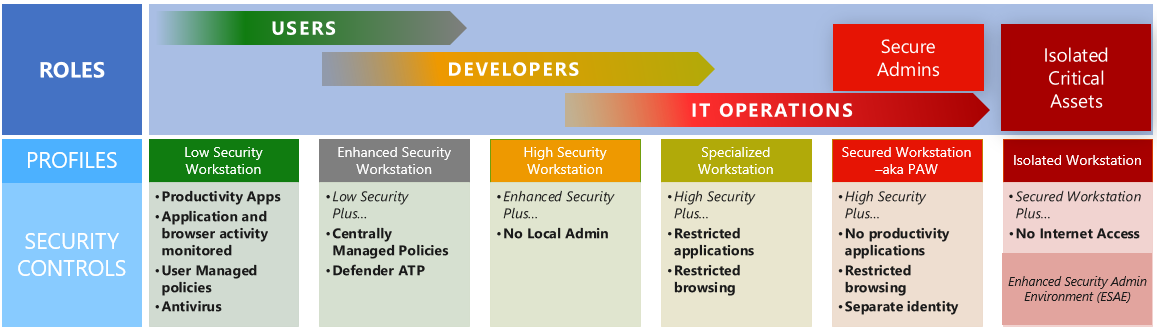 ROLES
USERS
DEVELOPERS
IT OPERATIONS
Secure
Admins
Isolated
Critical
Assets
PROFILES
Low Security
Workstation
Enhanced Security
Workstation
High Security
Workstation
Specialized
Workstation
Secured Workstation
–aka PAW
Isolated Workstation
SECURITY
CONTROLS
•Productivity Apps
•Application and
browser activity
monitored
•User Managed
policies
•Antivirus
•Low Security
Plus...
•Centrally
Managed Policies
•Defender ATP
•Enhanced Security
Plus...
•No Local Admin
•High Security
Plus...
•Restricted
applications
•Restricted
browsing
•High Security
Plus...
•No productivity
applications
•Restricted
browsing
•Separate identity
•Secured Workstation
Plus...
•No Internet Access
Enhanced Security Admin
Environment (ESAE)